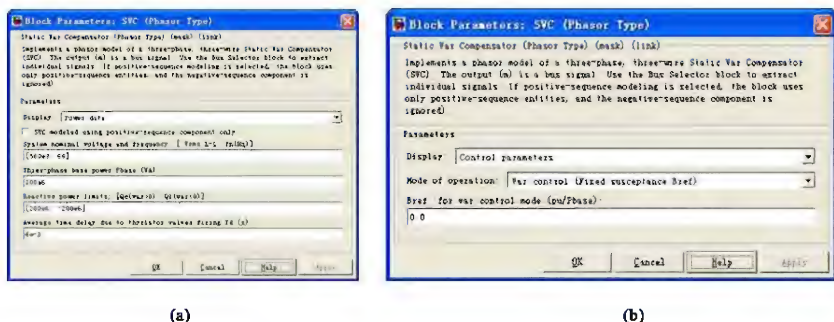 Block Parameters: SVC (Phasor Type)
Static Var Compensator (Phasor Type) (mask) (link)
Implements a phasor model of a three-phase, three-wire Static Var Compensator
(SVC) The output (m) is a bus signal Use the Bus Selector block to extract
individual signals If positive-sequence modeling is selected, the block uses
only positive-sequence entities, and the negative-sequence component is
ignored)
Parameters
Display Power data
SVC modeled using positive-sequence component only
System nominal voltage and frequency [ Vrms L-L fn(Hz)]
Three-phase base power Pbase (VA)
200e6
Reactive power limits: [Qc(var>0) Ql(var<0)]
[200e6 -200e6]
Average time delay due to thyristor valves firing Td (s)
OK Cancel Help Apply
(a)
Block Parameters: SVC (Phasor Type)
Static Var Compensator (Phasor Type) (mask) (link)
Implements a phasor model of a three-phase, three-wire Static Var Compensator
(SVC) The output (m) is a bus signal Use the Bus Selector block to extract
individual signals If positive-sequence modeling is selected, the block uses
only positive-sequence entities, and the negative-sequence component is
ignored)
Parameters
Display Control parameters
Mode of operation: Var control (Fixed susceptance Bref)
Bref for var control mode (pu/Pbase)
0.0
OK Cancel Help Apply
(b)